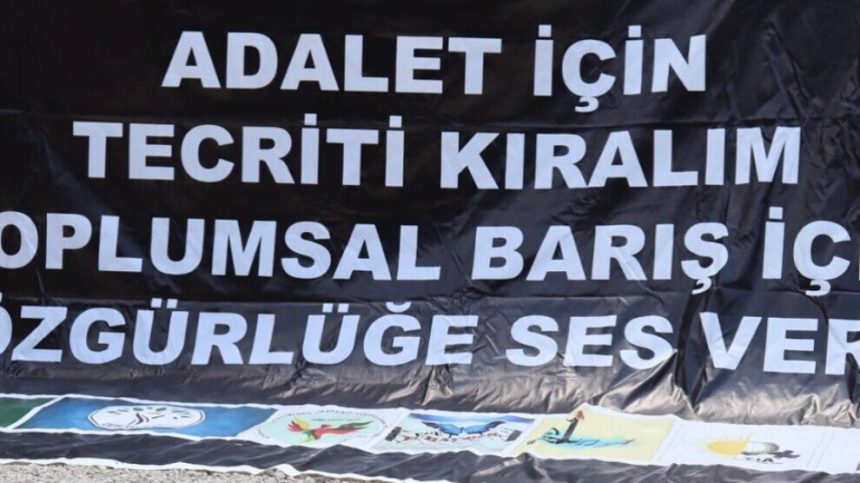 ADALET İÇİN
TECRİTİ KIRALIM
OPLUMSAL BARIŞ İÇ
ÖZGÜRLÜĞE SES VER